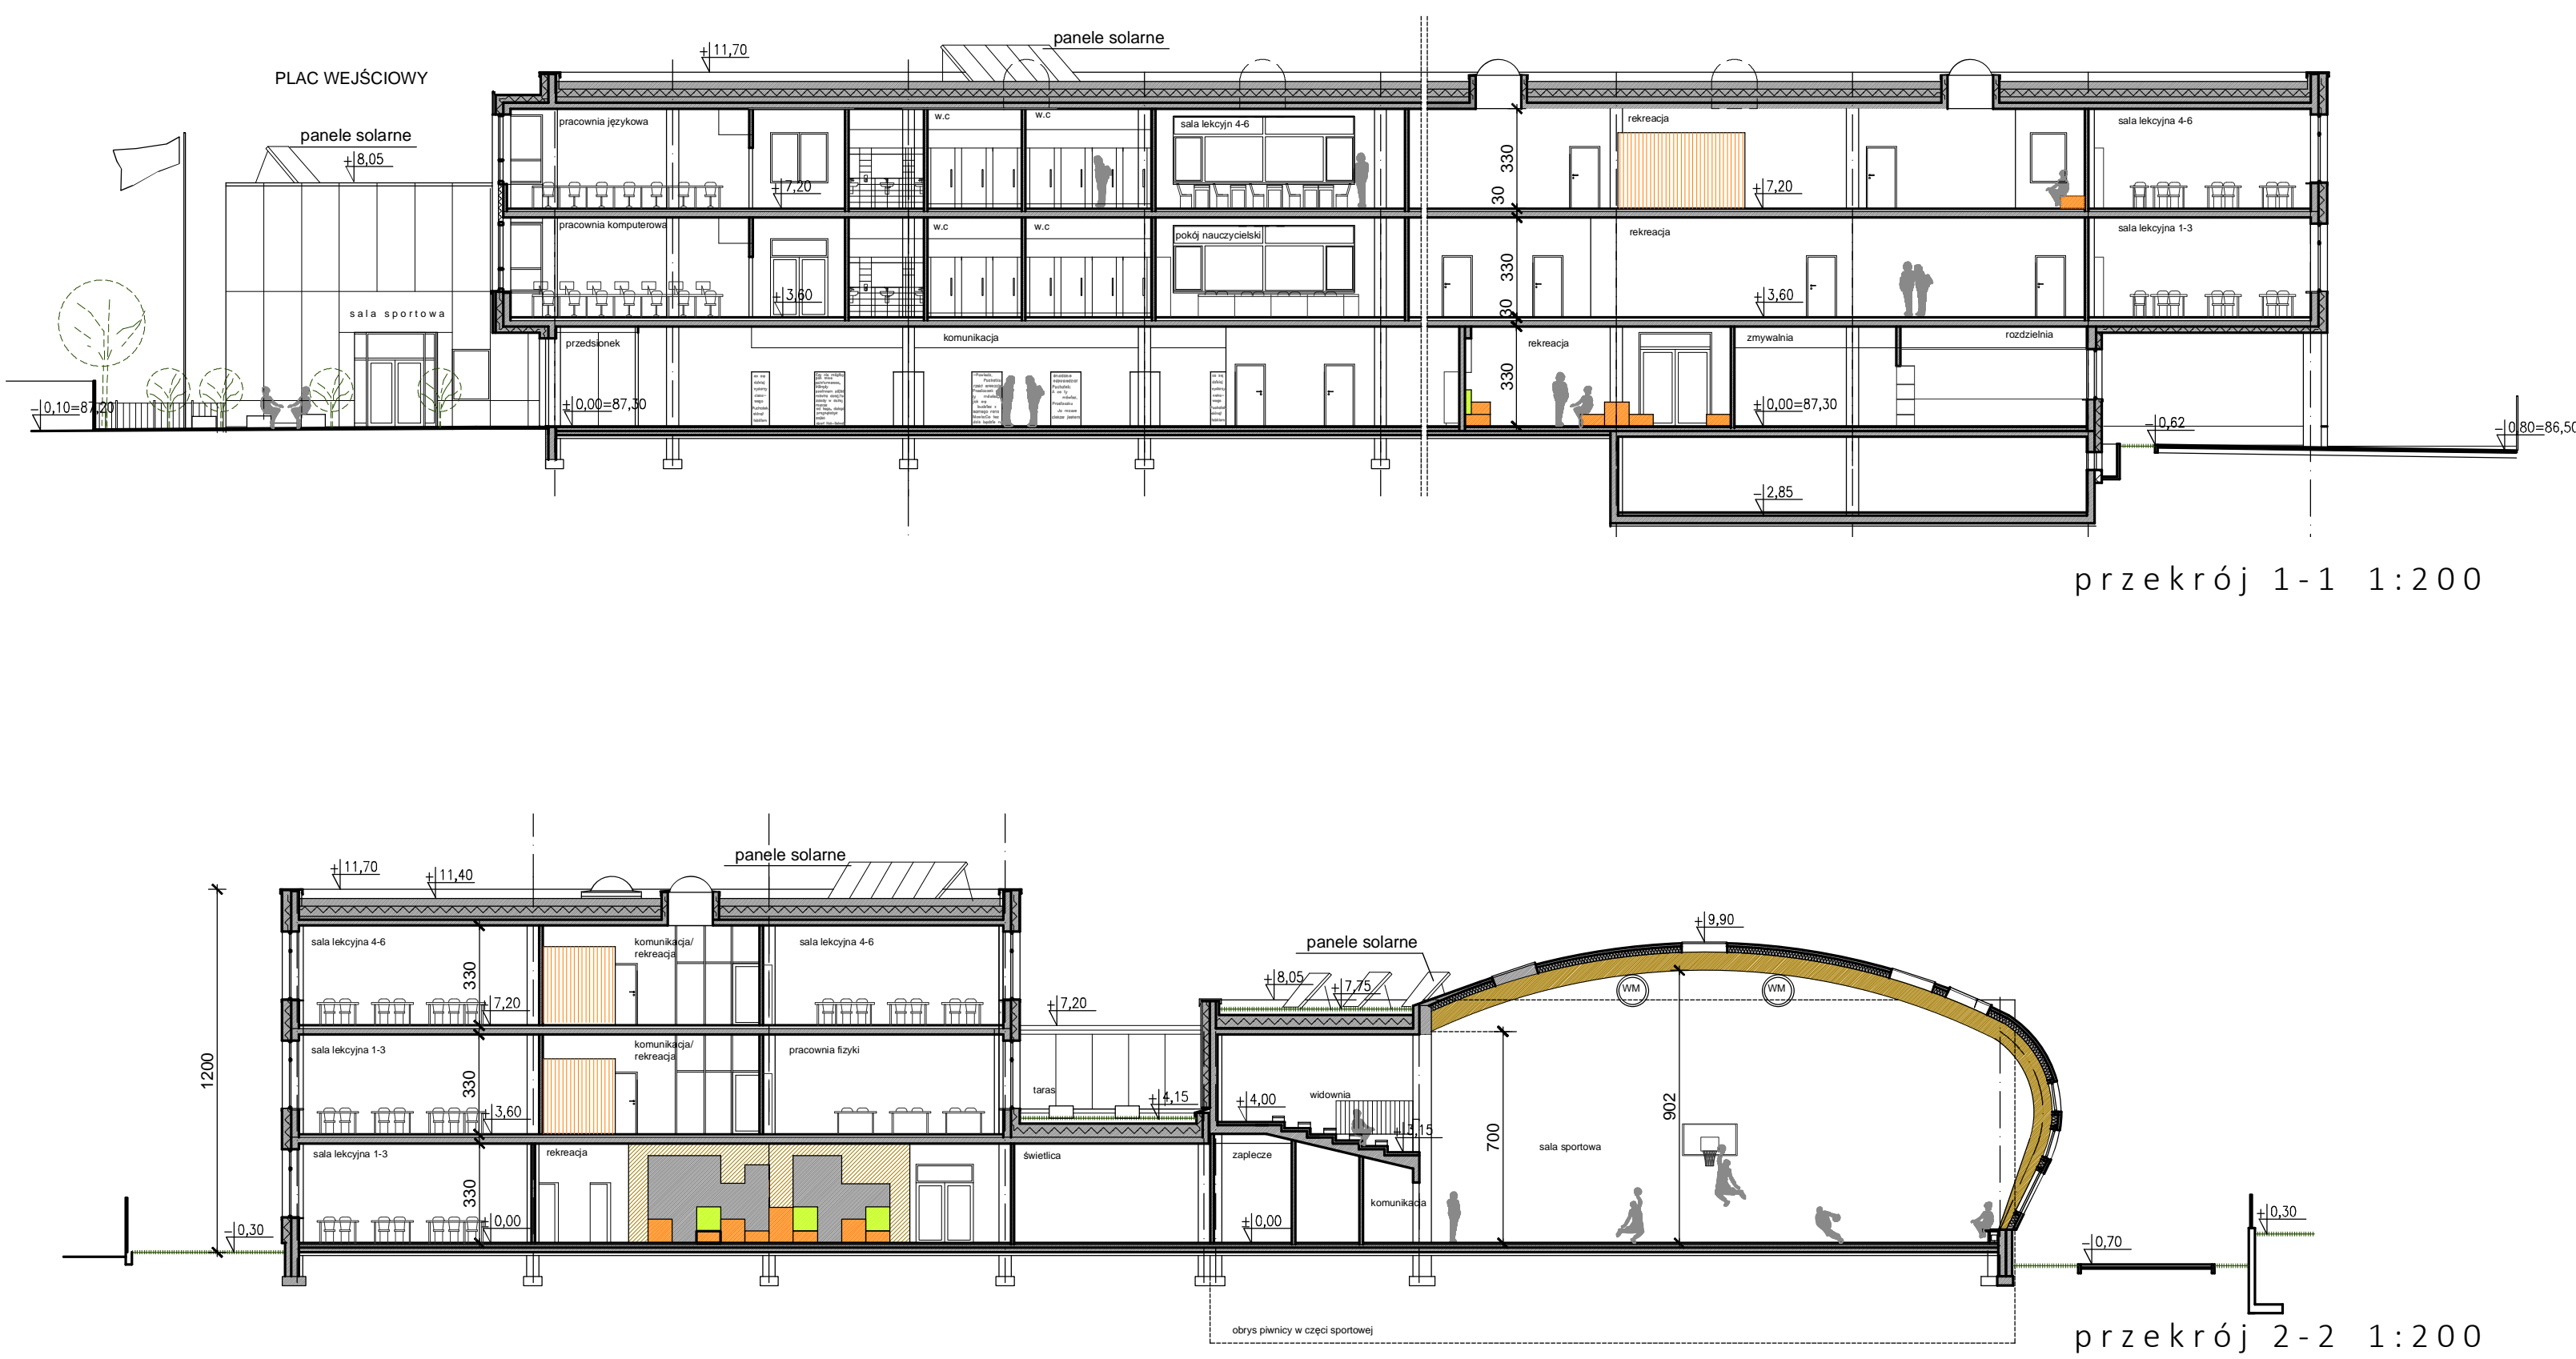 panele solarne
+11,70
PLAC WEJŚCIOWY
panele solarne
+8,05
pracownia językowa
w.c
w.c
sala lekcyjn 4-6
rekreacja
sala lekcyjna 4-6
330
+7,20
+7,20
30
pracownia komputerowa
w.c
w.c
pokój nauczycielski
rekreacja
sala lekcyjna 1-3
330
+3,60
+3,60
30
sala sportowa
przedsionek
komunikacja
rekreacja
zmywalnia
rozdzielnia
330
-0,10=87,20
+0,00=87,30
+0,00=87,30
-0,62
-0,80=86,50
-2,85
przekrój 1-1 1:200
panele solarne
+11,70
+11,40
+9,90
sala lekcyjna 4-6
komunikacja/
rekreacja
sala lekcyjna 4-6
panele solarne
330
+8,05
+7,75
WM
WM
+7,20
+7,20
sala lekcyjna 1-3
komunikacja/
rekreacja
pracownia fizyki
1200
330
taras
widownia
+3,60
+4,15
+4,00
+3,15
902
700
sala lekcyjna 1-3
rekreacja
świetlica
zaplecze
sala sportowa
330
komunikacja
-0,30
+0,00
+0,00
+0,30
-0,70
obrys piwnicy w częci sportowej
przekrój 2-2 1:200